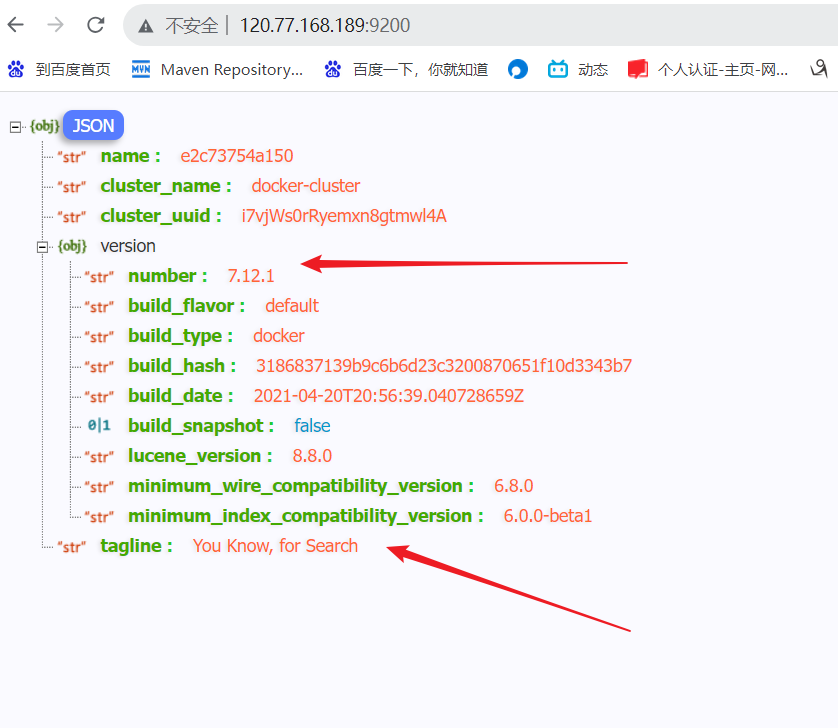 不安全 120.77.168.189:9200
到百度首页 MVN Maven Repository... 百度一下，你就知道 动态 个人认证-主页-网...
{obj} JSON
"str" name : e2c73754a150
"str" cluster_name : docker-cluster
"str" cluster_uuid : i7vjWs0rRyemxn8gtmwl4A
{obj} version
"str" number : 7.12.1
"str" build_flavor : default
"str" build_type : docker
"str" build_hash : 3186837139b9c6b6d23c3200870651f10d3343b7
"str" build_date : 2021-04-20T20:56:39.040728659Z
0|1 build_snapshot : false
"str" lucene_version : 8.8.0
"str" minimum_wire_compatibility_version : 6.8.0
"str" minimum_index_compatibility_version : 6.0.0-beta1
"str" tagline : You Know, for Search